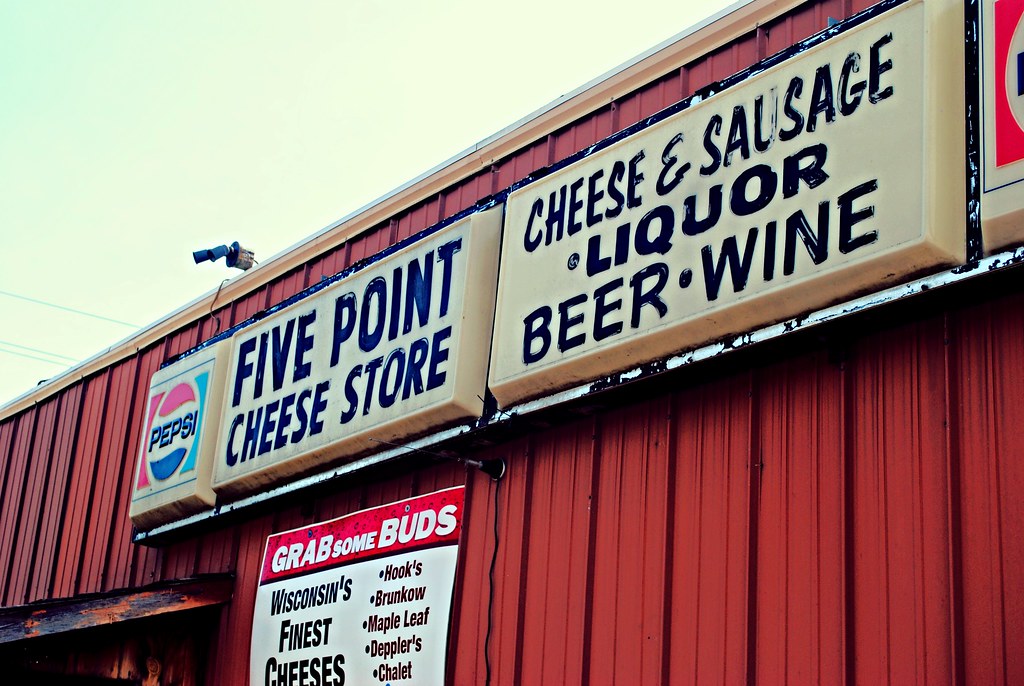 PEPSI
FIVE POINT
CHEESE STORE
CHEESE & SAUSAGE
•LIQUOR
BEER•WINE
GRAB SOME BUDS
WISCONSIN'S
FINEST
CHEESES
•Hook's
•Brunkow
•Maple Leaf
•Deppler's
•Chalet